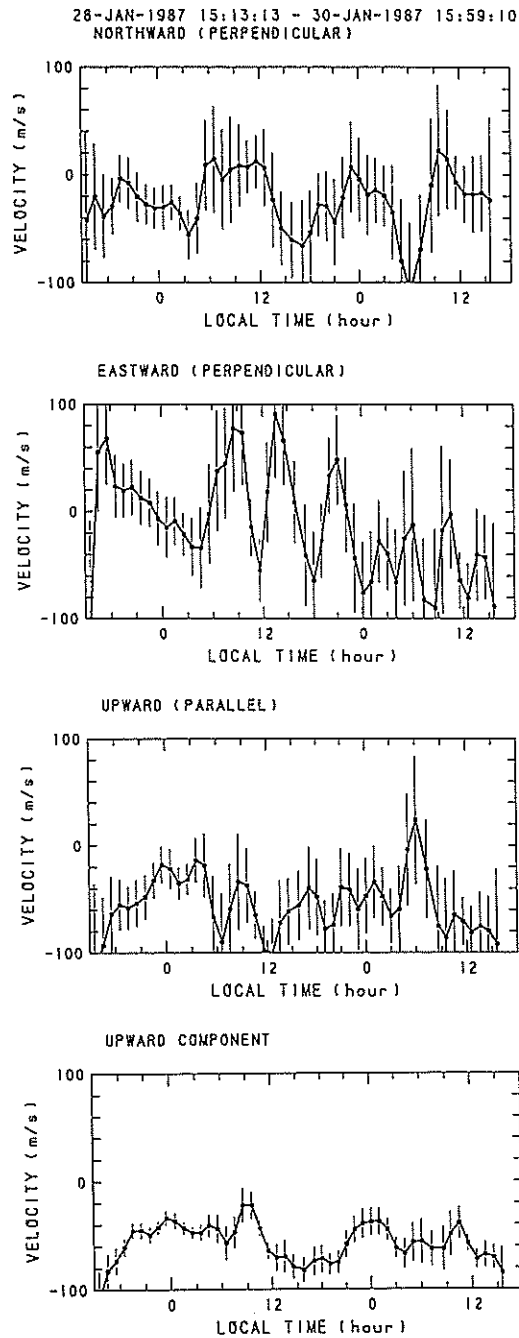 28-JAN-1987 15:13:13 - 30-JAN-1987 15:59:10
NORTHWARD (PERPENDICULAR)
100
0
-100
VELOCITY (m/s)
0 12 0 12
LOCAL TIME (hour)
EASTWARD (PERPENDICULAR)
100
0
-100
VELOCITY (m/s)
0 12 0 12
LOCAL TIME (hour)
UPWARD (PARALLEL)
100
0
-100
VELOCITY (m/s)
0 12 0 12
LOCAL TIME (hour)
UPWARD COMPONENT
100
0
-100
VELOCITY (m/s)
0 12 0 12
LOCAL TIME (hour)